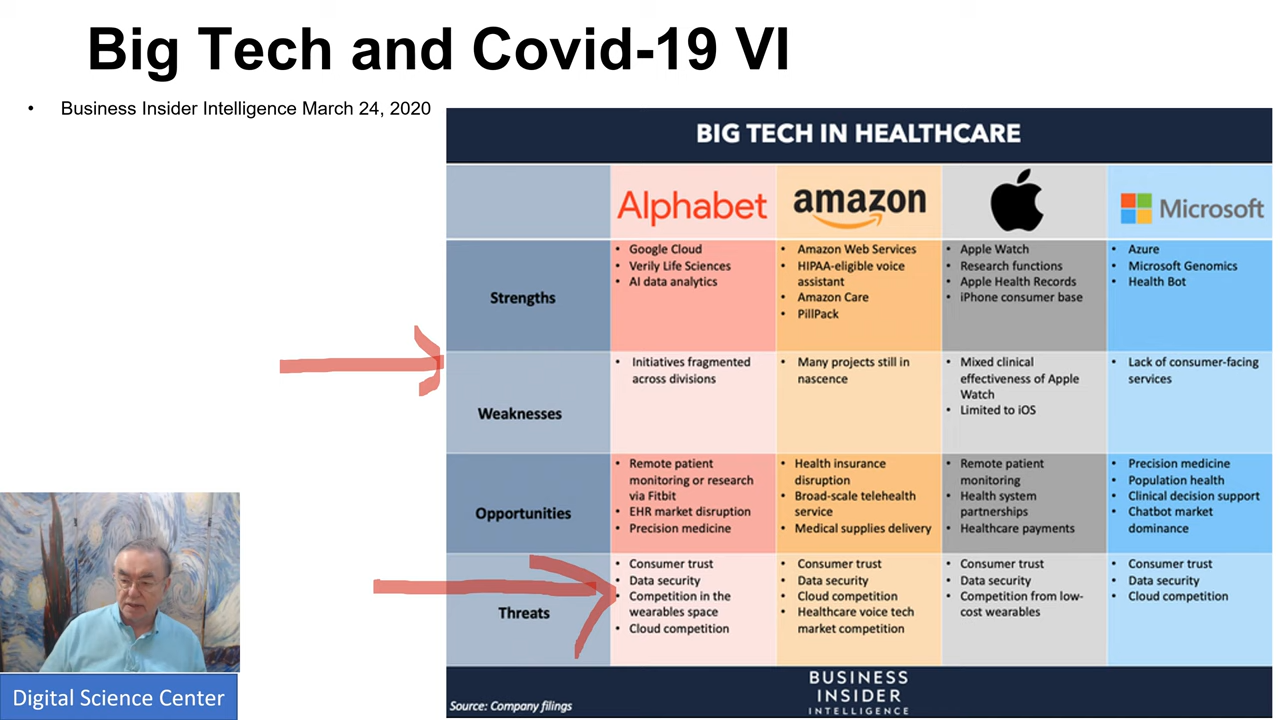 Big Tech and Covid-19 VI
• Business Insider Intelligence March 24, 2020
BIG TECH IN HEALTHCARE
Alphabet
amazon
Microsoft
Strengths
• Google Cloud
• Verily Life Sciences
• AI data analytics
• Amazon Web Services
• HIPAA-eligible voice
assistant
• Amazon Care
• PillPack
• Apple Watch
• Research functions
• Apple Health Records
• iPhone consumer base
• Azure
• Microsoft Genomics
• Health Bot
Weaknesses
• Initiatives fragmented
across divisions
• Many projects still in
nascence
• Mixed clinical
effectiveness of Apple
Watch
• Limited to iOS
• Lack of consumer-facing
services
Opportunities
• Remote patient
monitoring or research
via Fitbit
• EHR market disruption
• Precision medicine
• Health insurance
disruption
• Broad-scale telehealth
service
• Medical supplies delivery
• Remote patient
monitoring
• Health system
partnerships
• Healthcare payments
• Precision medicine
• Population health
• Clinical decision support
• Chatbot market
dominance
Threats
• Consumer trust
• Data security
• Competition in the
wearables space
• Cloud competition
• Consumer trust
• Data security
• Cloud competition
• Healthcare voice tech
market competition
• Consumer trust
• Data security
• Competition from low-
cost wearables
• Consumer trust
• Data security
• Cloud competition
Source: Company filings
BUSINESS
INSIDER
INTELLIGENCE
Digital Science Center